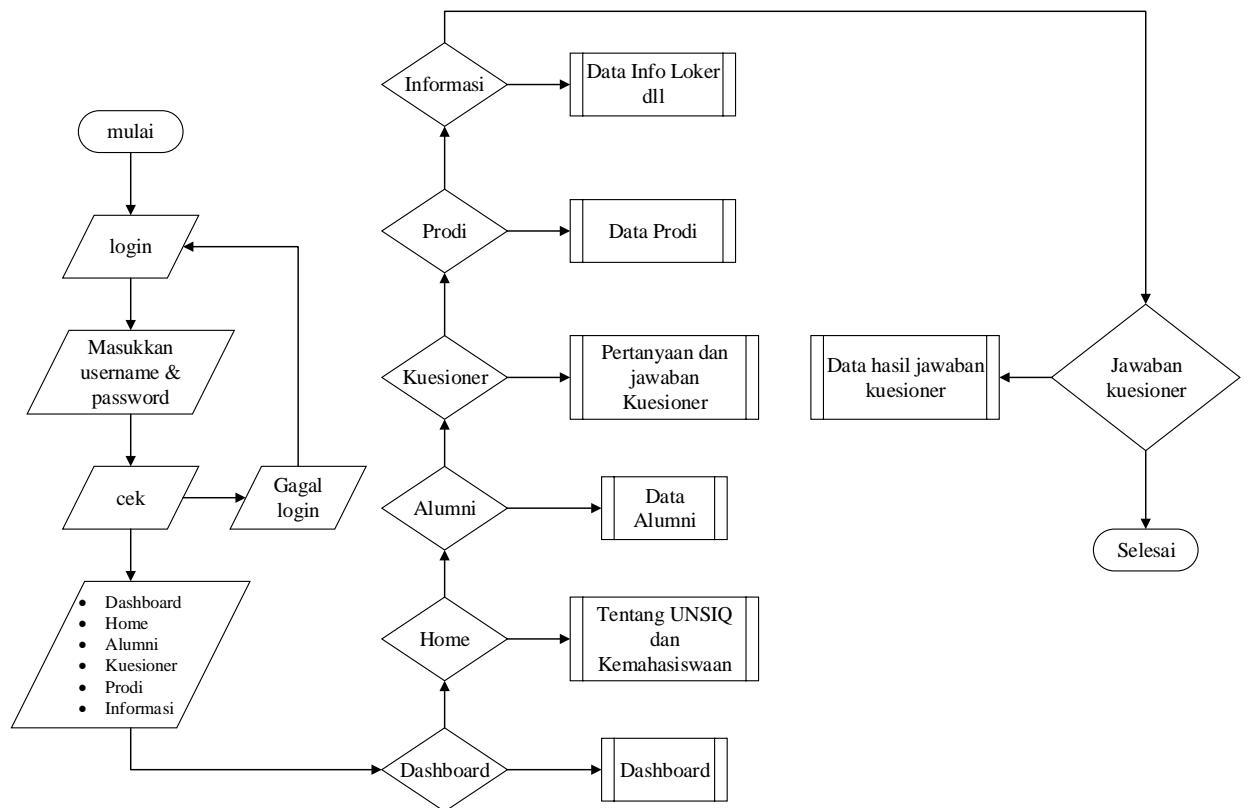 mulai
login
Masukkan
username &
password
cek
Gagal
login
• Dashboard
• Home
• Alumni
• Kuesioner
• Prodi
• Informasi
Dashboard
Dashboard
Home
Tentang UNSIQ
dan
Kemahasiswaan
Alumni
Data
Alumni
Kuesioner
Pertanyaan dan
jawaban
Kuesioner
Prodi
Data Prodi
Informasi
Data Info Loker
dll
Jawaban
kuesioner
Data hasil jawaban
kuesioner
Selesai